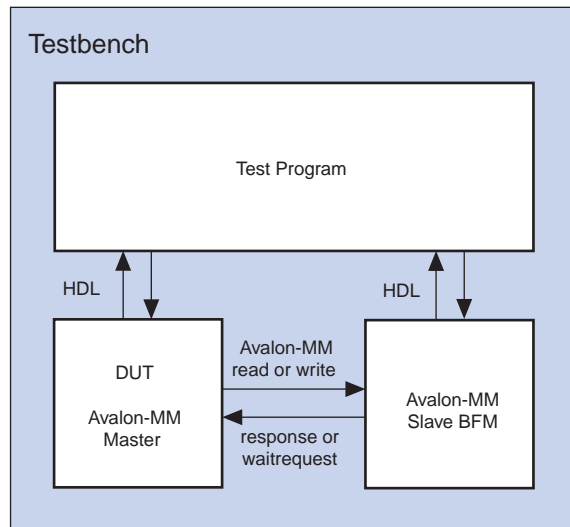 Testbench
Test Program
HDL
HDL
DUT
Avalon-MM
Master
Avalon-MM
read or write
response or
waitrequest
Avalon-MM
Slave BFM